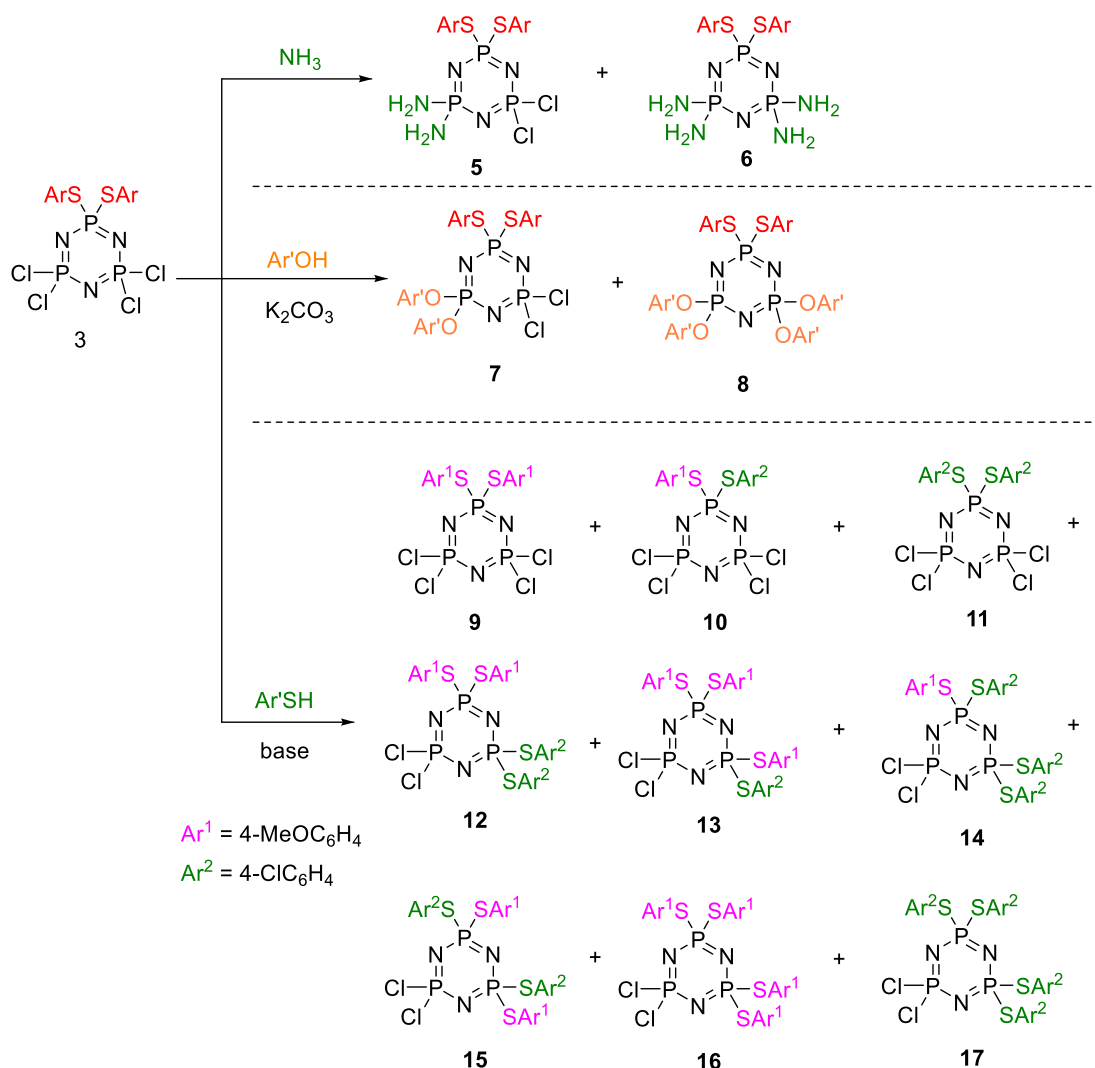 NH3
ArS SAr
P
N N
H2N P P Cl
H2N N Cl
5
+
ArS SAr
P
N N
H2N P P NH2
H2N N NH2
6
ArS SAr
P
N N
Cl P P Cl
Cl N Cl
3
Ar'OH
K2CO3
ArS SAr
P
N N
Ar'O P P Cl
Ar'O N Cl
7
+
ArS SAr
P
N N
Ar'O P P OAr'
Ar'O N OAr'
8
Ar1S SAr1
P
N N
Cl P P Cl
Cl N Cl
9
+
Ar1S SAr2
P
N N
Cl P P Cl
Cl N Cl
10
+
Ar2S SAr2
P
N N
Cl P P Cl
Cl N Cl
11
+
Ar'SH
base
Ar1S SAr1
P
N N
Cl P P SAr2
Cl N SAr2
12
+
Ar1S SAr1
P
N N
Cl P P SAr1
Cl N SAr2
13
+
Ar1S SAr2
P
N N
Cl P P SAr2
Cl N SAr2
14
+
Ar1 = 4-MeOC6H4
Ar2 = 4-ClC6H4
Ar2S SAr1
P
N N
Cl P P SAr2
Cl N SAr1
15
+
Ar1S SAr1
P
N N
Cl P P SAr1
Cl N SAr1
16
+
Ar2S SAr2
P
N N
Cl P P SAr2
Cl N SAr2
17